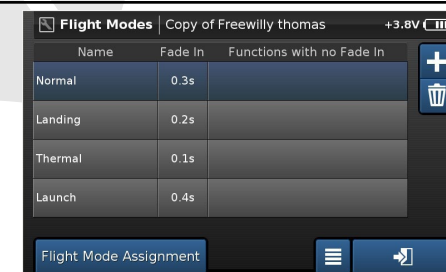 Flight Modes | Copy of Freewilly thomas +3.8V
Name Fade In Functions with no Fade In
Normal 0.3s
Landing 0.2s
Thermal 0.1s
Launch 0.4s
Flight Mode Assignment